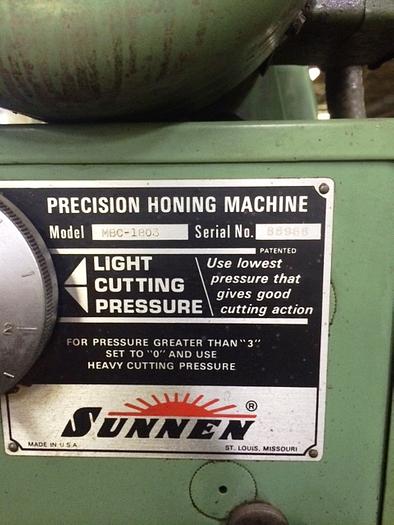 PRECISION HONING MACHINE
Model MBC-1803 Serial No.
PATENTED
LIGHT
CUTTING
PRESSURE
Use lowest
pressure that
gives good
cutting action
1
2
FOR PRESSURE GREATER THAN "3"
SET TO "0" AND USE
HEAVY CUTTING PRESSURE
SUNNEN ®
MADE IN U.S.A.
ST. LOUIS, MISSOURI